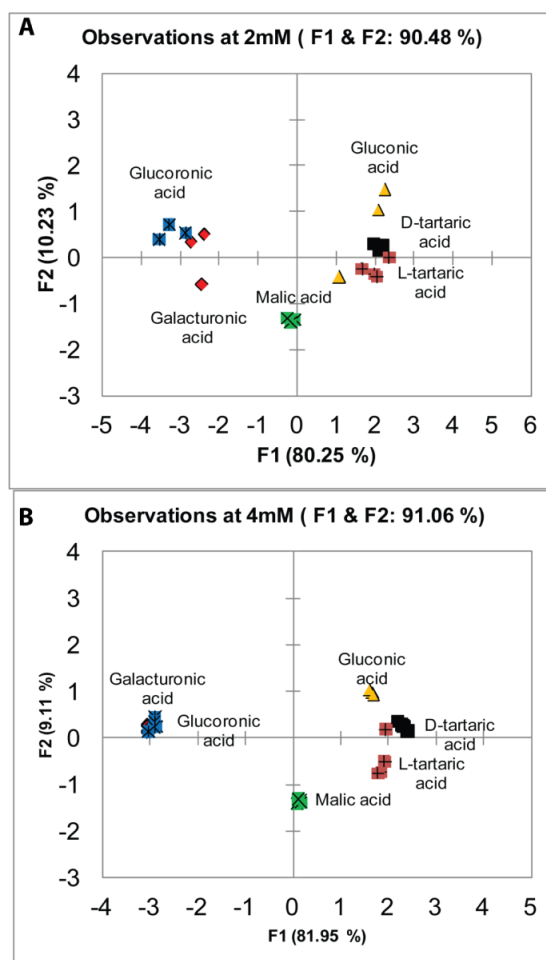 A
Observations at 2mM ( F1 & F2: 90.48 %)
4
3
2
1
0
-1
-2
-3
F2 (10.23 %)
Glucoronic
acid
Gluconic
acid
D-tartaric
acid
L-tartaric
acid
Malic acid
Galacturonic
acid
-5 -4 -3 -2 -1 0 1 2 3 4 5 6
F1 (80.25 %)
B
Observations at 4mM ( F1 & F2: 91.06 %)
4
3
2
1
0
-1
-2
-3
F2 (9.11 %)
Galacturonic
acid
Glucoronic
acid
Gluconic
acid
D-tartaric
acid
L-tartaric
acid
Malic acid
-4 -3 -2 -1 0 1 2 3 4 5
F1 (81.95 %)